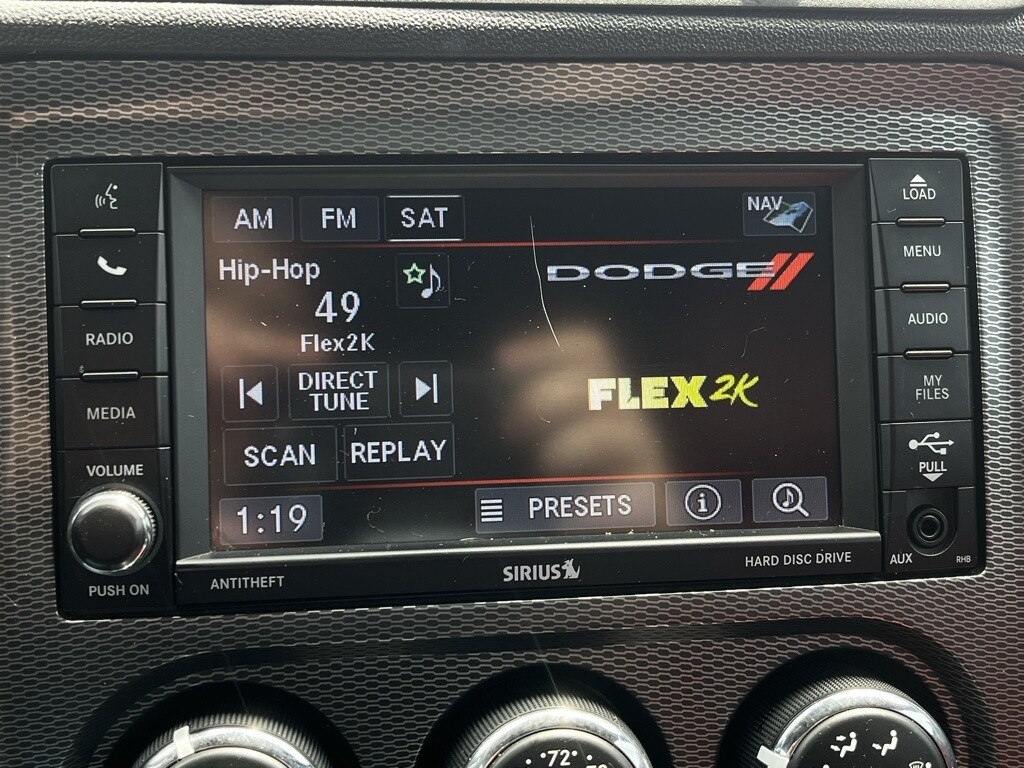 AM FM SAT NAV
Hip-Hop
49
Flex2K
DODGE
DIRECT
TUNE
FLEX2K
SCAN REPLAY
1:19 PRESETS i
RADIO
MEDIA
VOLUME
PUSH ON
LOAD
MENU
AUDIO
MY
FILES
PULL
AUX
RHB
ANTITHEFT SIRIUS HARD DISC DRIVE
72